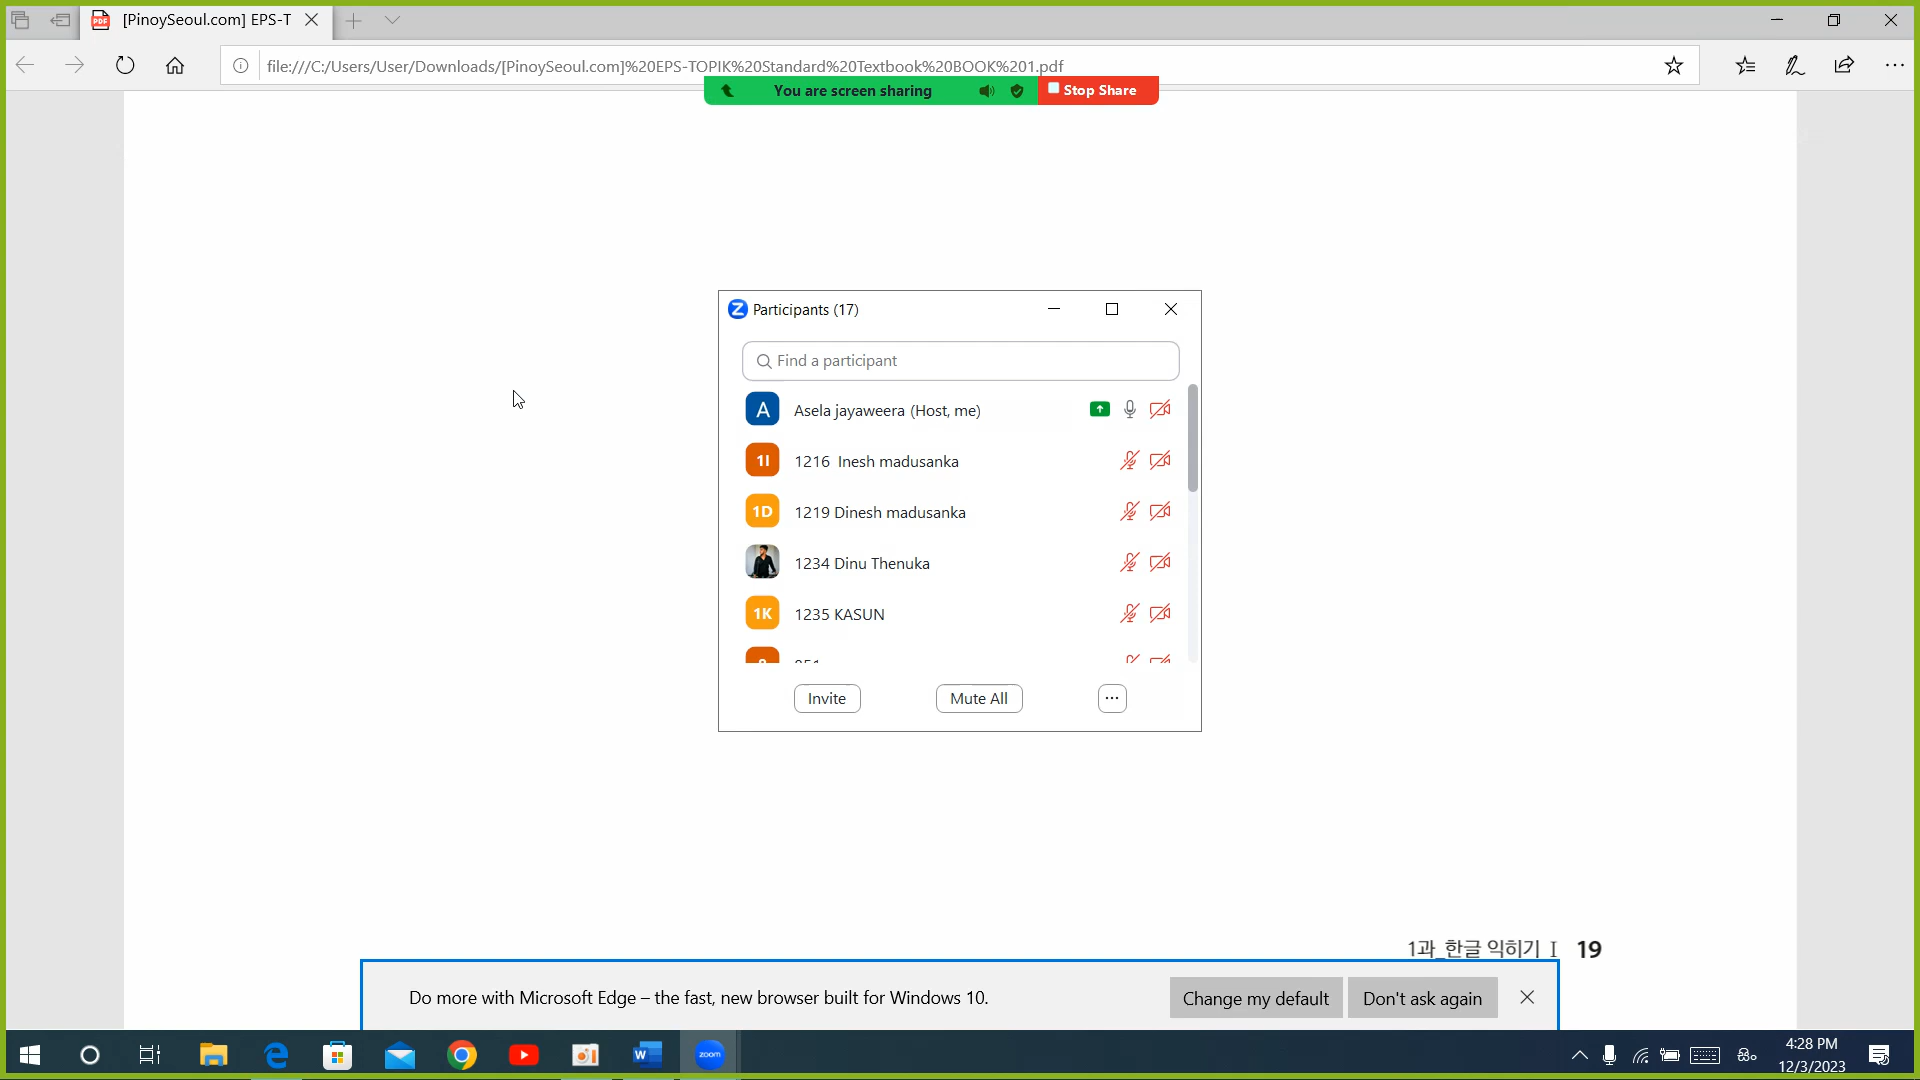 [PinoySeoul.com] EPS-T
file:///C:/Users/User/Downloads/[PinoySeoul.com]%20EPS-TOPIK%20Standard%20Textbook%20BOOK%201.pdf
You are screen sharing
Stop Share
Participants (17)
Find a participant
A Asela jayaweera (Host, me)
1I 1216 Inesh madusanka
1D 1219 Dinesh madusanka
1234 Dinu Thenuka
1K 1235 KASUN
Invite Mute All
1과_한글 익히기 I 19
Do more with Microsoft Edge – the fast, new browser built for Windows 10.
Change my default Don't ask again
zoom
4:28 PM
12/3/2023